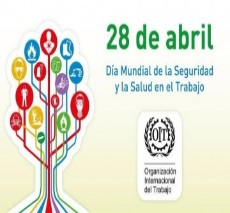 28 de abril
Día Mundial de la Seguridad
y la Salud en el Trabajo
OIT
Organización
Internacional
del Trabajo